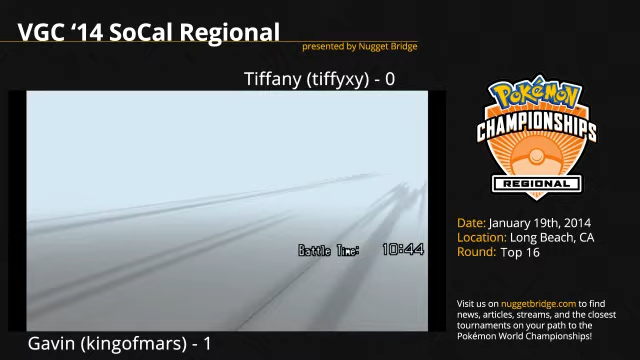 VGC ‘14 SoCal Regional
presented by Nugget Bridge
Tiffany (tiffyxy) - 0
Battle Time: 10:44
Gavin (kingofmars) - 1
POKéMON
CHAMPIONSHIPS
REGIONAL
Date: January 19th, 2014
Location: Long Beach, CA
Round: Top 16
Visit us on nuggetbridge.com to find
news, articles, streams, and the closest
tournaments on your path to the
Pokémon World Championships!